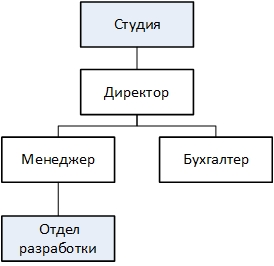 Студия
Директор
Менеджер
Бухгалтер
Отдел
разработки